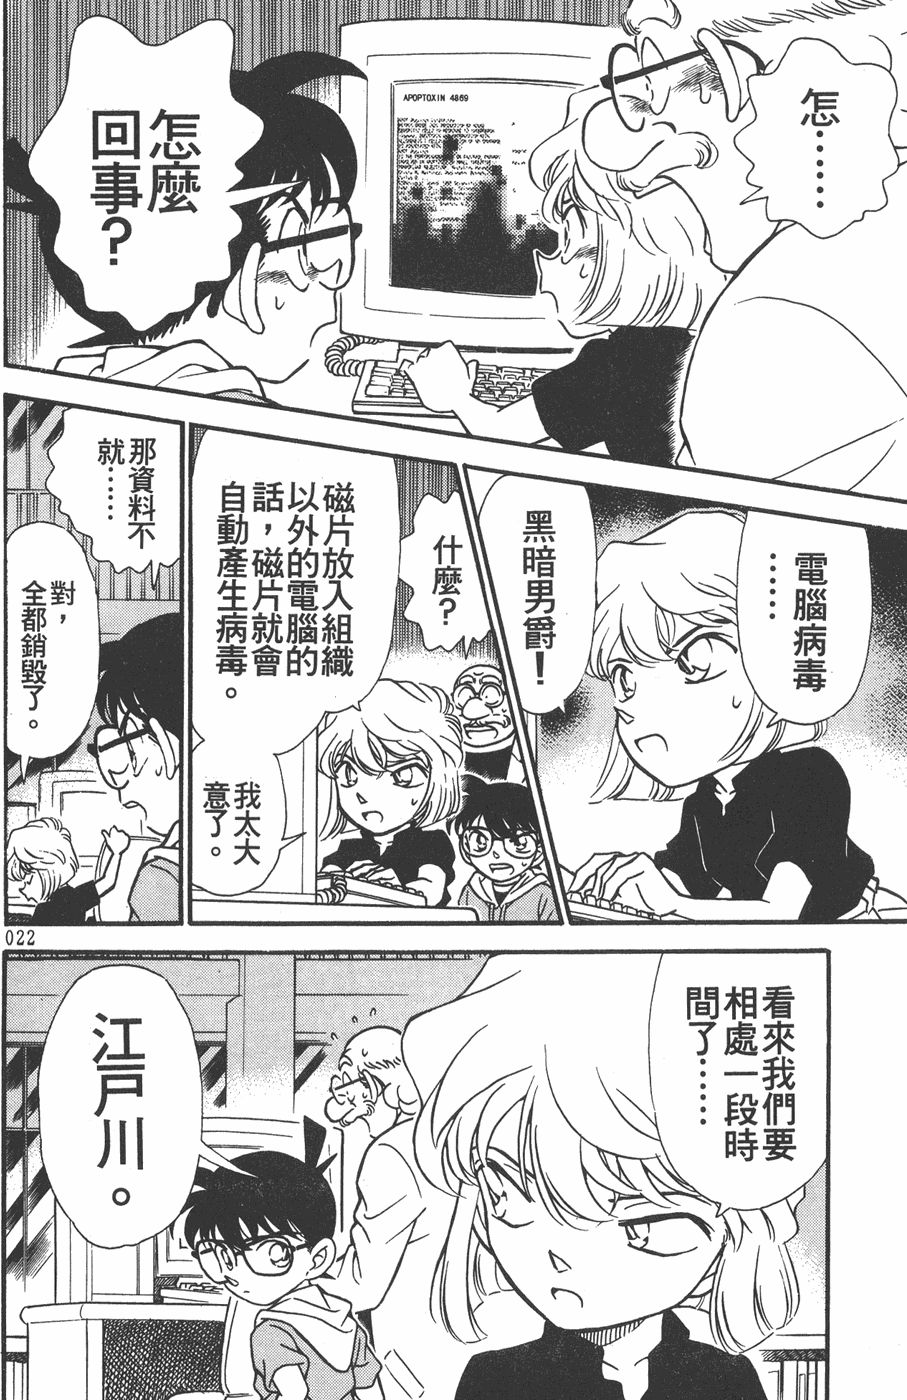 怎……
APOPTOXIN 4869
怎麼
回事？
電腦病毒
……
黑暗男爵！
什麼？
磁片放入組織
以外的電腦的
話，磁片就會
自動產生病毒。
我太大
意了。
那資料不
就……
對，
全都銷毀了。
022
看來我們要
相處一段時
間了……
江戶川。